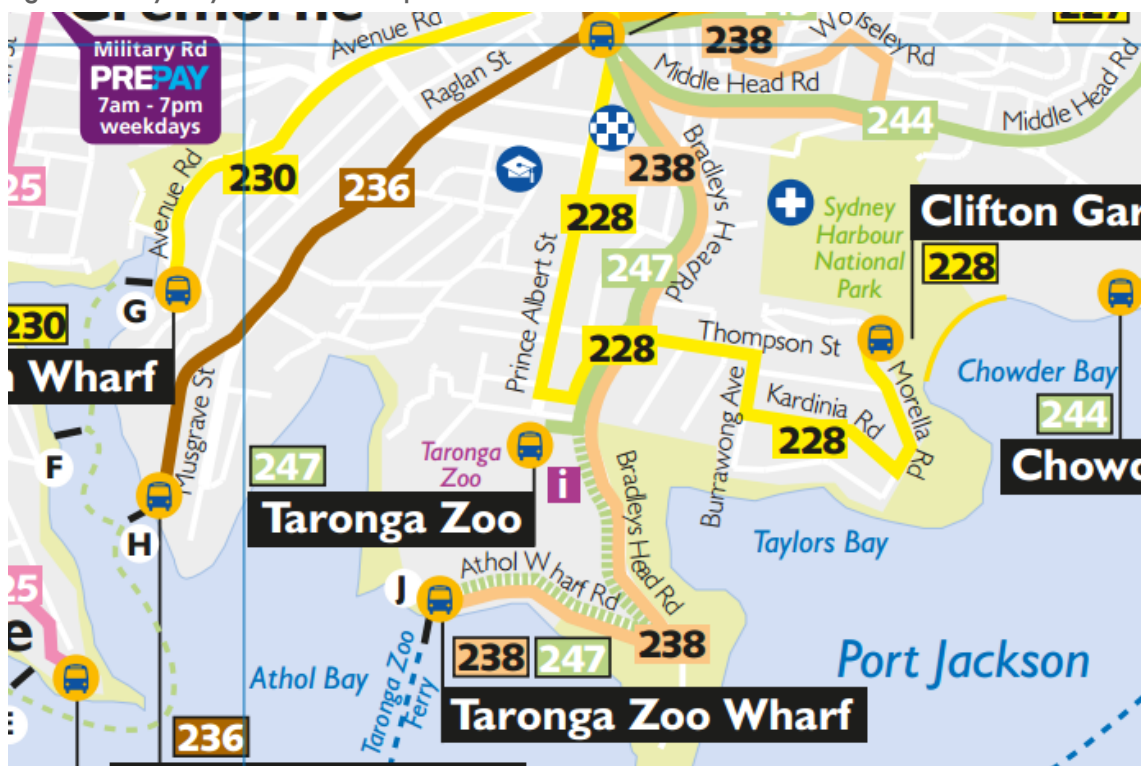 Military Rd
PREPAY
7am - 7pm
weekdays
Avenue Rd
Raglan St
238
Wolseley Rd
227
Middle Head Rd
Middle Head Rd
244
25
Avenue Rd
230
236
238
Bradleys Head Rd
228
247
Sydney
Harbour
National
Park
228
G
230
Wharf
Prince Albert St
228
Thompson St
Burrawong Ave
Kardinia Rd
228
Morella Rd
Chowder Bay
244
F
Musgrave St
247
Taronga
Zoo
i
Taronga Zoo
H
Bradleys Head Rd
Taylors Bay
25
J
Athol Wharf Rd
238
238
247
Athol Bay
Taronga Zoo
Ferry
Taronga Zoo Wharf
Port Jackson
236